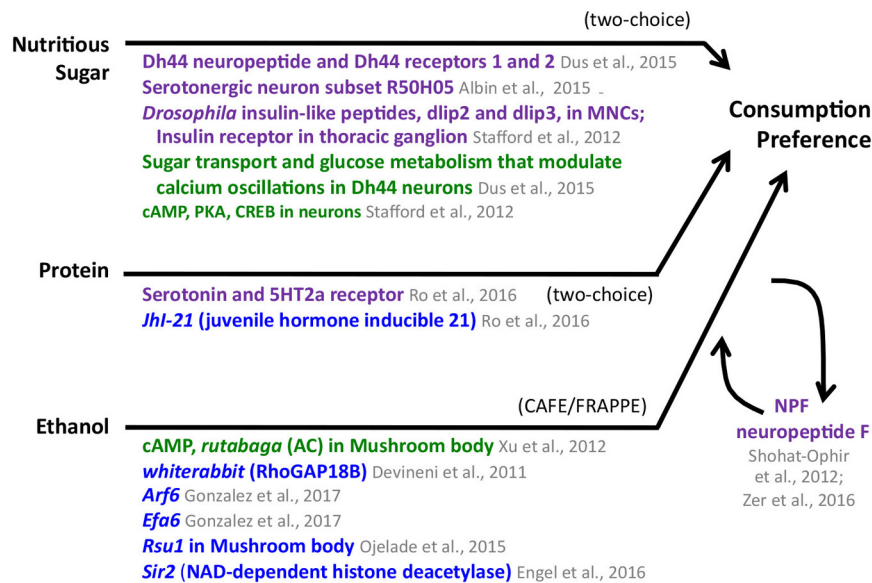 (two-choice)
Nutritious
Sugar
Dh44 neuropeptide and Dh44 receptors 1 and 2 Dus et al., 2015
Serotonergic neuron subset R50H05 Albin et al., 2015
Drosophila insulin-like peptides, dlip2 and dlip3, in MNCs;
Insulin receptor in thoracic ganglion Stafford et al., 2012
Sugar transport and glucose metabolism that modulate
calcium oscillations in Dh44 neurons Dus et al., 2015
cAMP, PKA, CREB in neurons Stafford et al., 2012
Consumption
Preference
Protein
Serotonin and 5HT2a receptor Ro et al., 2016 (two-choice)
JhI-21 (juvenile hormone inducible 21) Ro et al., 2016
(CAFE/FRAPPE)
Ethanol
cAMP, rutabaga (AC) in Mushroom body Xu et al., 2012
whiterabbit (RhoGAP18B) Devineni et al., 2011
Arf6 Gonzalez et al., 2017
Efa6 Gonzalez et al., 2017
Rsu1 in Mushroom body Ojelade et al., 2015
Sir2 (NAD-dependent histone deacetylase) Engel et al., 2016
NPF
neuropeptide F
Shohat-Ophir
et al., 2012;
Zer et al., 2016